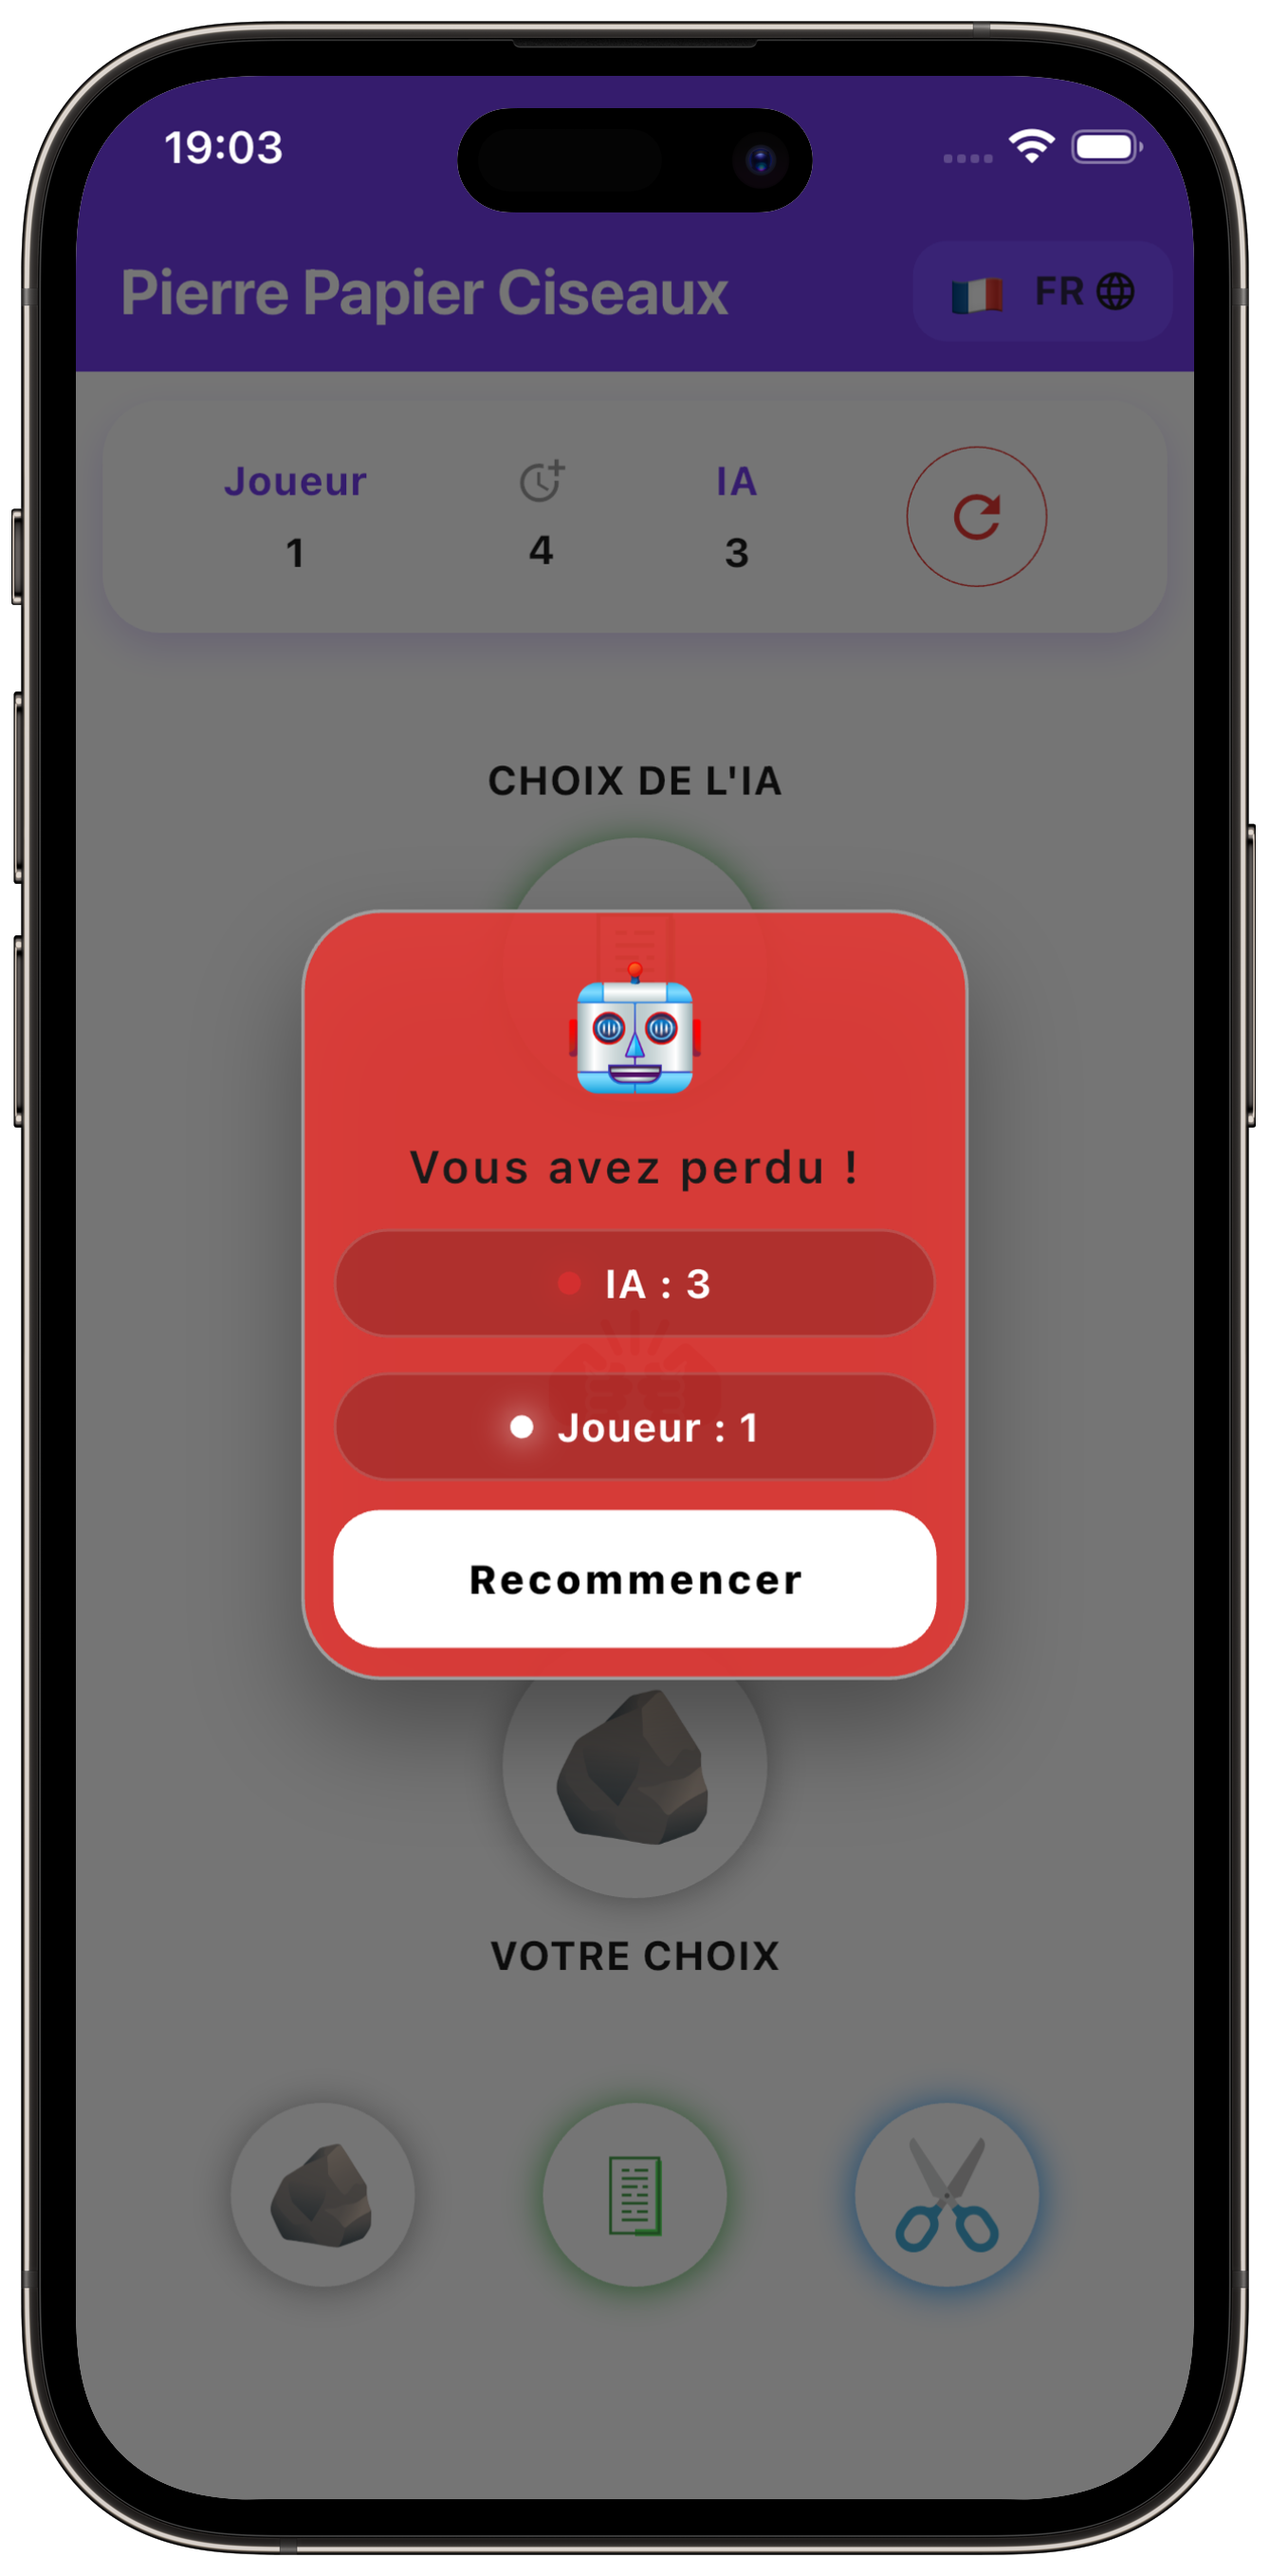 19:03
Pierre Papier Ciseaux
FR
Joueur
IA
1
4
3
CHOIX DE L'IA
Vous avez perdu !
IA : 3
Joueur : 1
Recommencer
VOTRE CHOIX